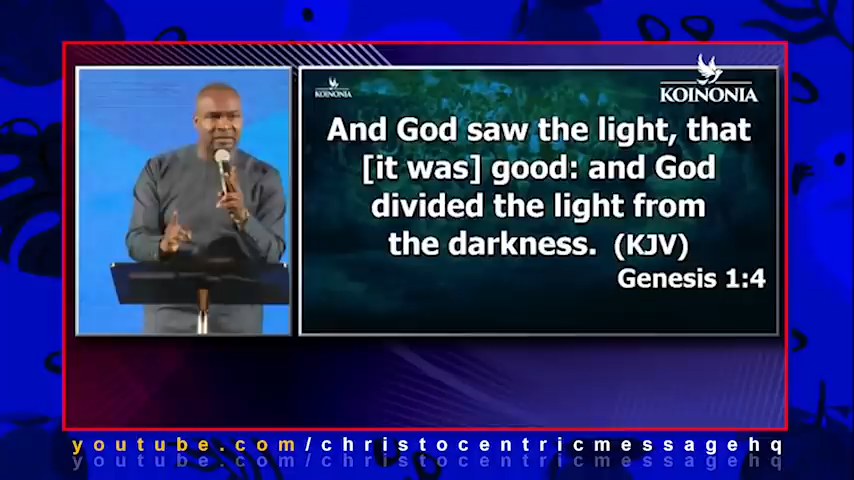 KOINONIA
KOINONIA
And God saw the light, that
[it was] good: and God
divided the light from
the darkness. (KJV)
Genesis 1:4
youtube.com/christocentricmessagehq
youtube.com/christocentricmessagehq